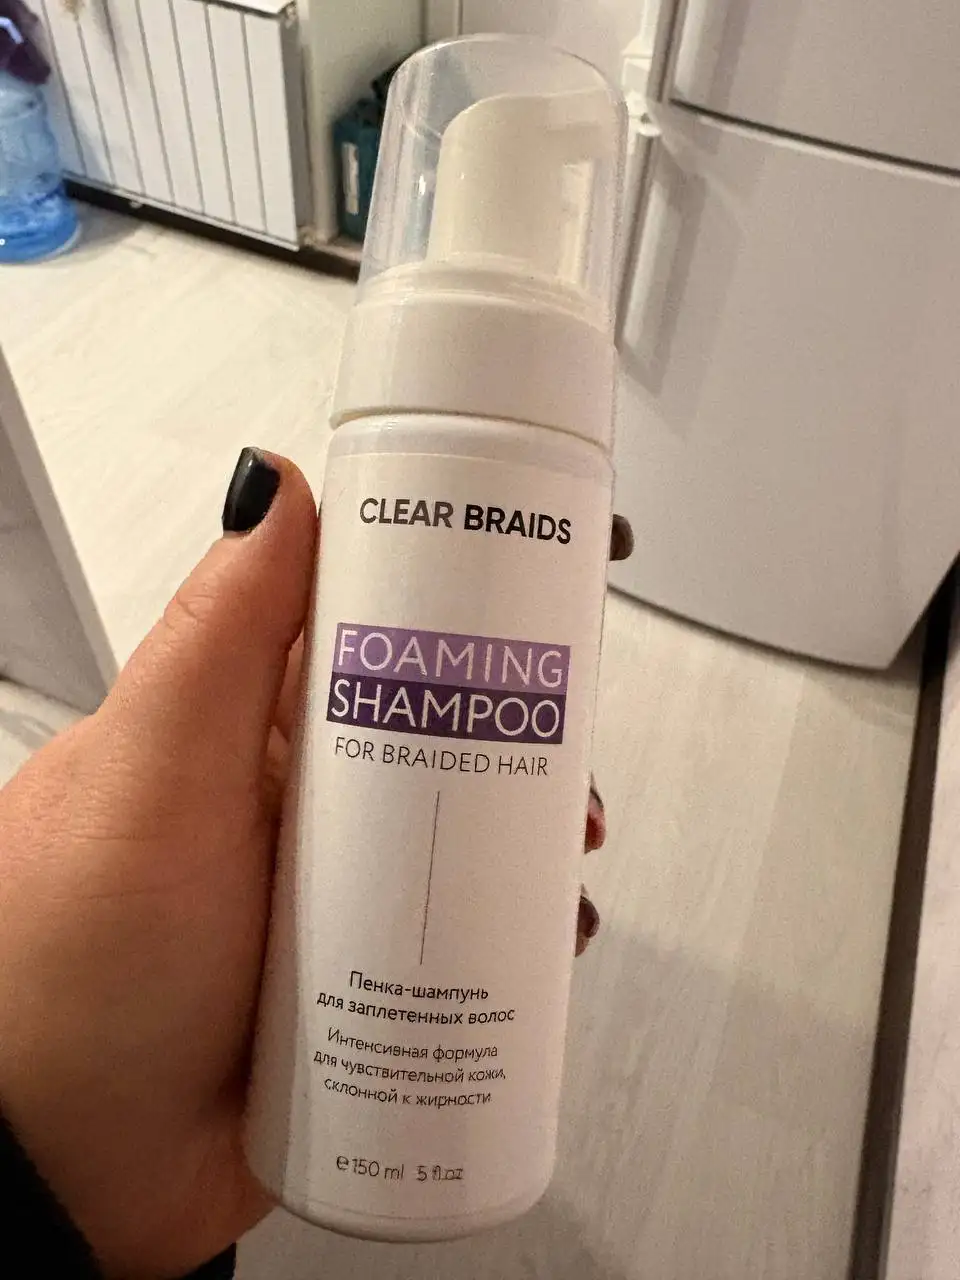 CLEAR BRAIDS
FOAMING
SHAMPOO
FOR BRAIDED HAIR
Пенка-шампунь
для заплетенных волос
Интенсивная формула
для чувствительной кожи,
склонной к жирности
℮150 ml 5 fl.oz